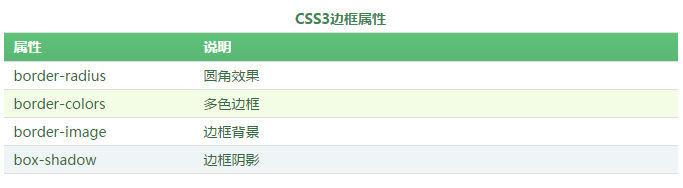 CSS3边框属性
属性 说明
border-radius 圆角效果
border-colors 多色边框
border-image 边框背景
box-shadow 边框阴影